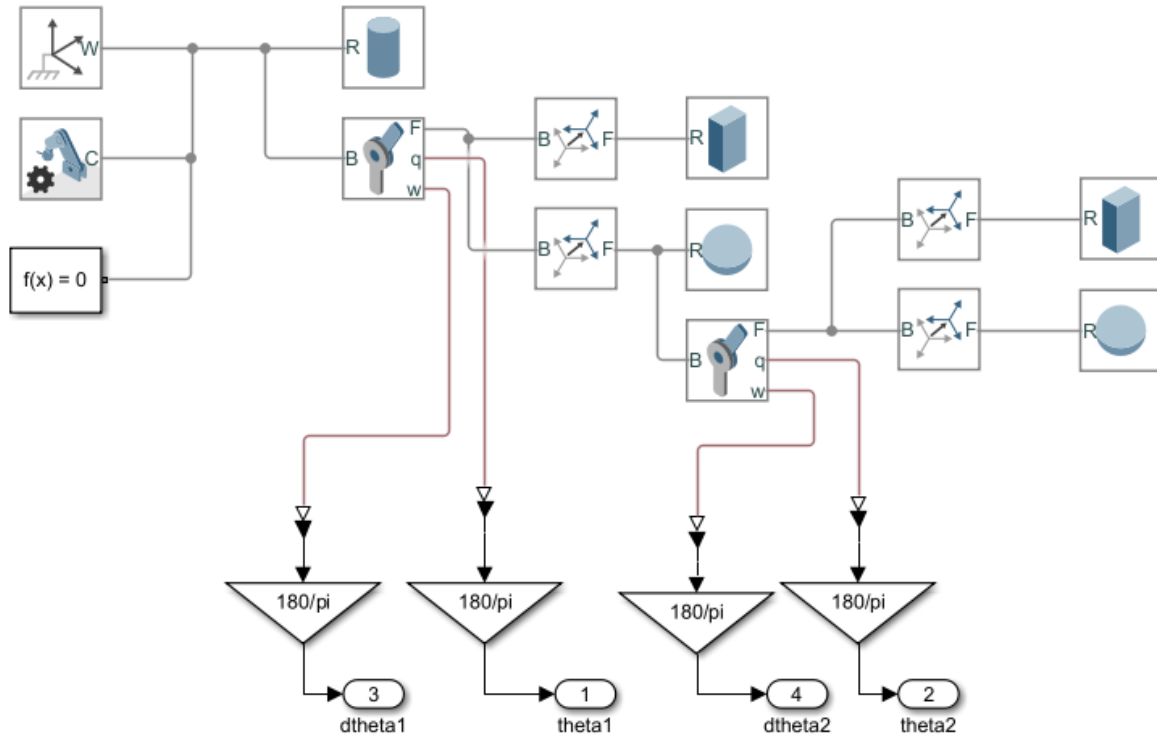 W
R
C
B
F
q
w
f(x) = 0
B
F
R
B
F
R
B
F
q
w
B
F
R
B
F
R
180/pi
180/pi
180/pi
180/pi
3
dtheta1
1
theta1
4
dtheta2
2
theta2